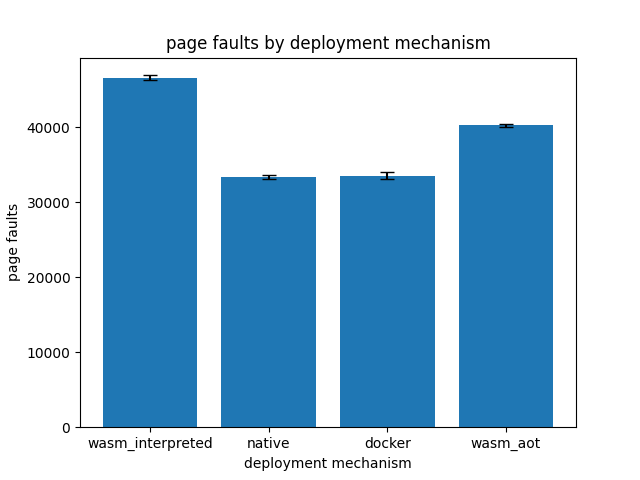 page faults by deployment mechanism
page faults
40000
30000
20000
10000
0
wasm_interpreted native docker wasm_aot
deployment mechanism